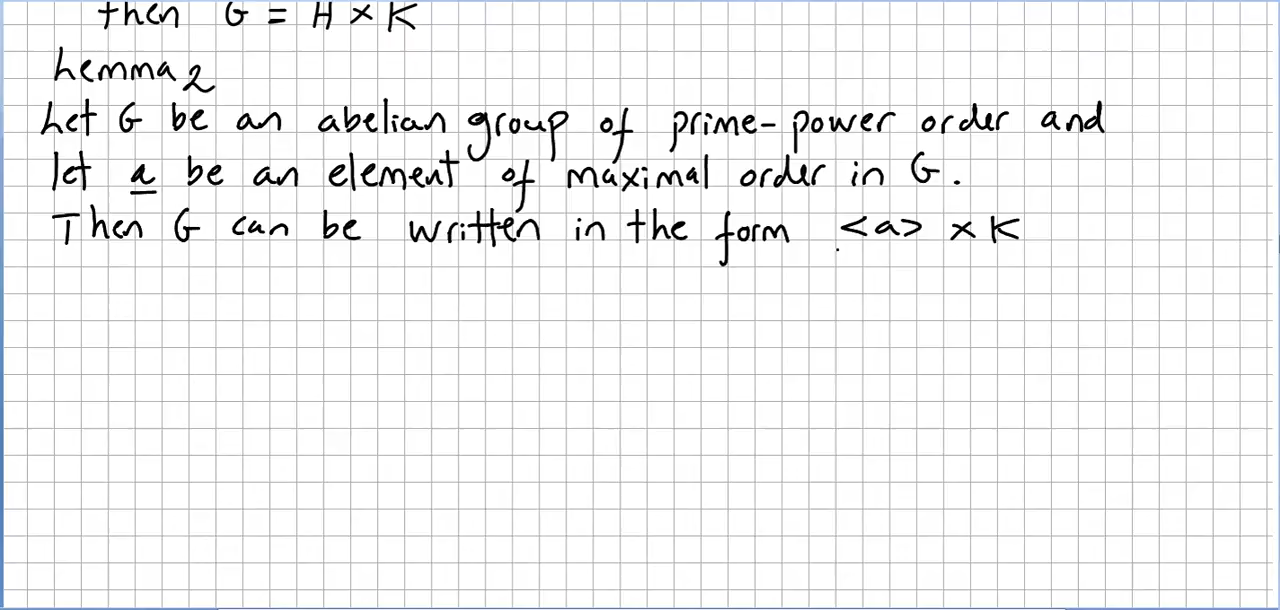 then G = H × K
Lemma 2
Let G be an abelian group of prime-power order and
let a be an element of maximal order in G.
Then G can be written in the form <a> × K